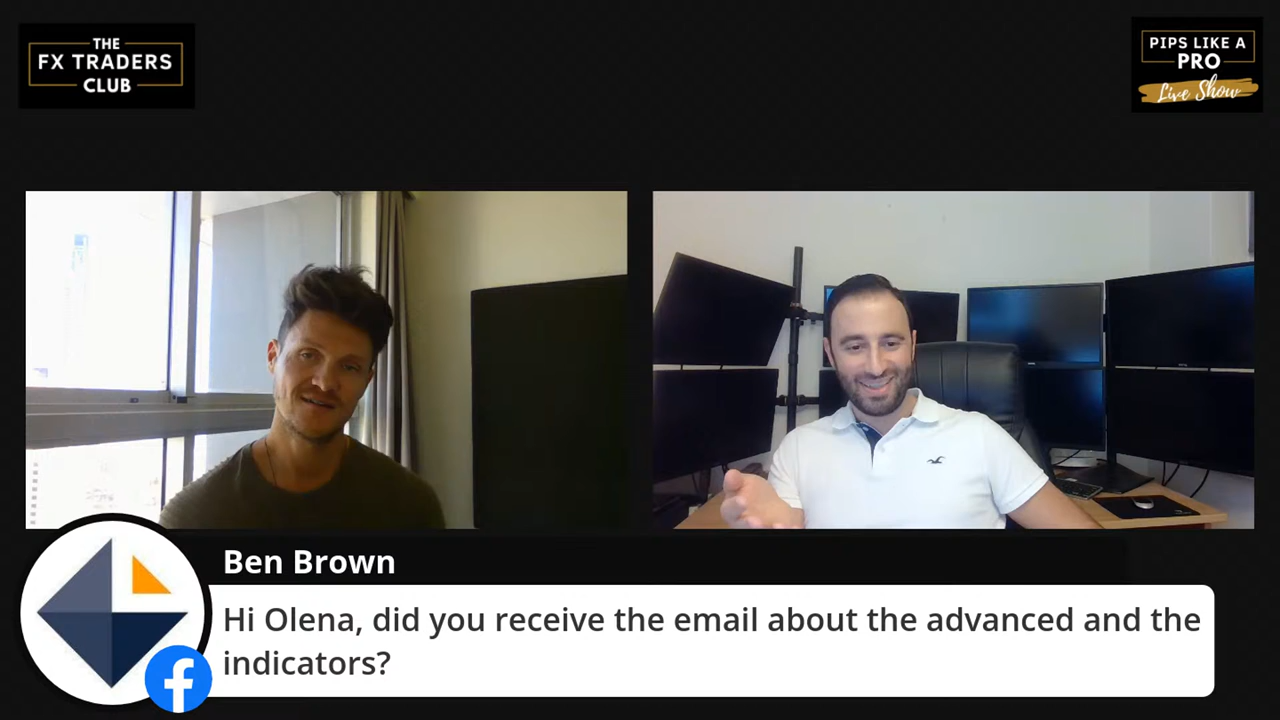 THE
FX TRADERS
CLUB
PIPS LIKE A
PRO
Live Show
Ben Brown
Hi Olena, did you receive the email about the advanced and the
indicators?